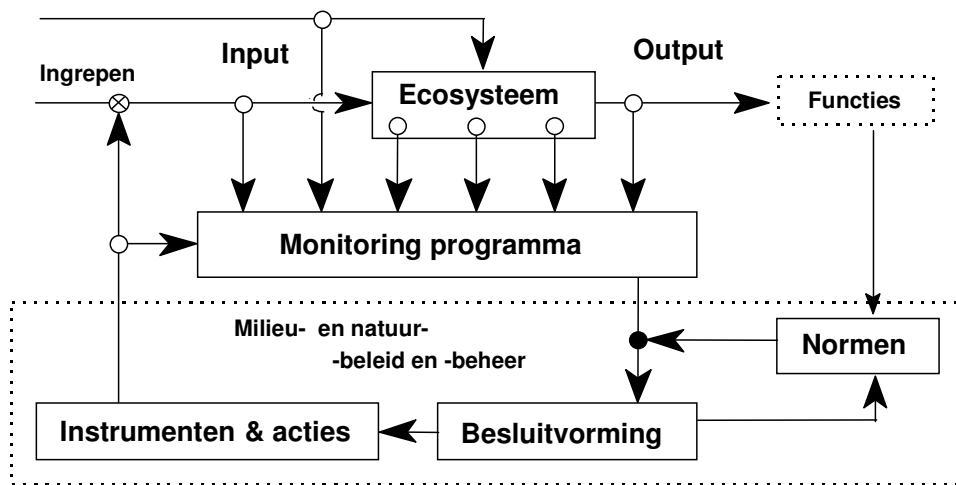 Input
Output
Ingrepen
Ecosysteem
Functies
Monitoring programma
Milieu- en natuur-
-beleid en -beheer
Normen
Instrumenten & acties
Besluitvorming